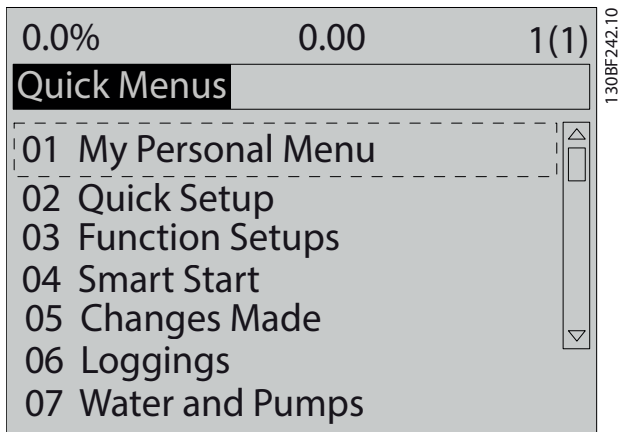 0.0% 0.00 1(1)
Quick Menus
01 My Personal Menu
02 Quick Setup
03 Function Setups
04 Smart Start
05 Changes Made
06 Loggings
07 Water and Pumps
130BF242.10